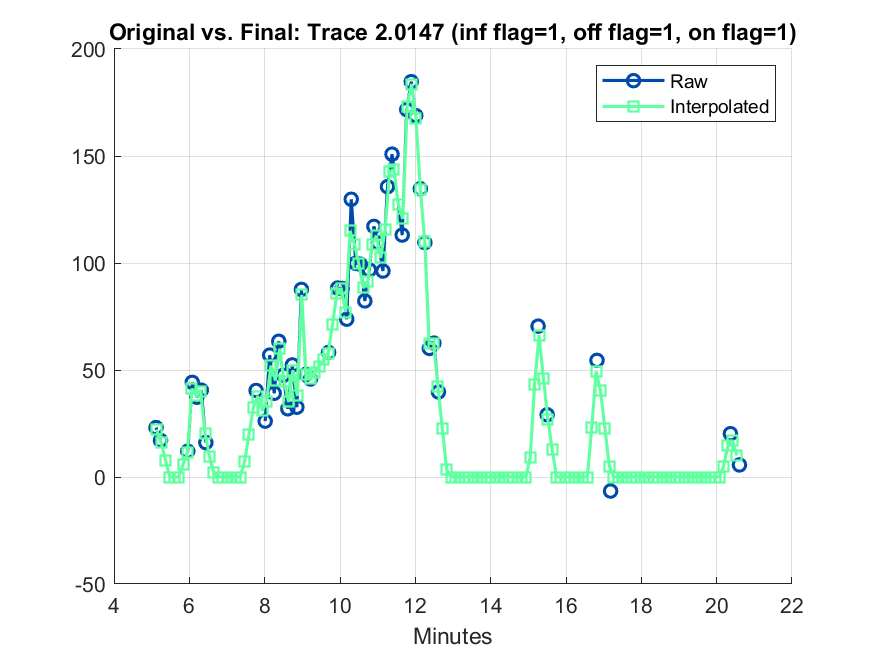 Original vs. Final: Trace 2.0147 (inf flag=1, off flag=1, on flag=1)
200
150
100
50
0
-50
Raw
Interpolated
4 6 8 10 12 14 16 18 20 22
Minutes